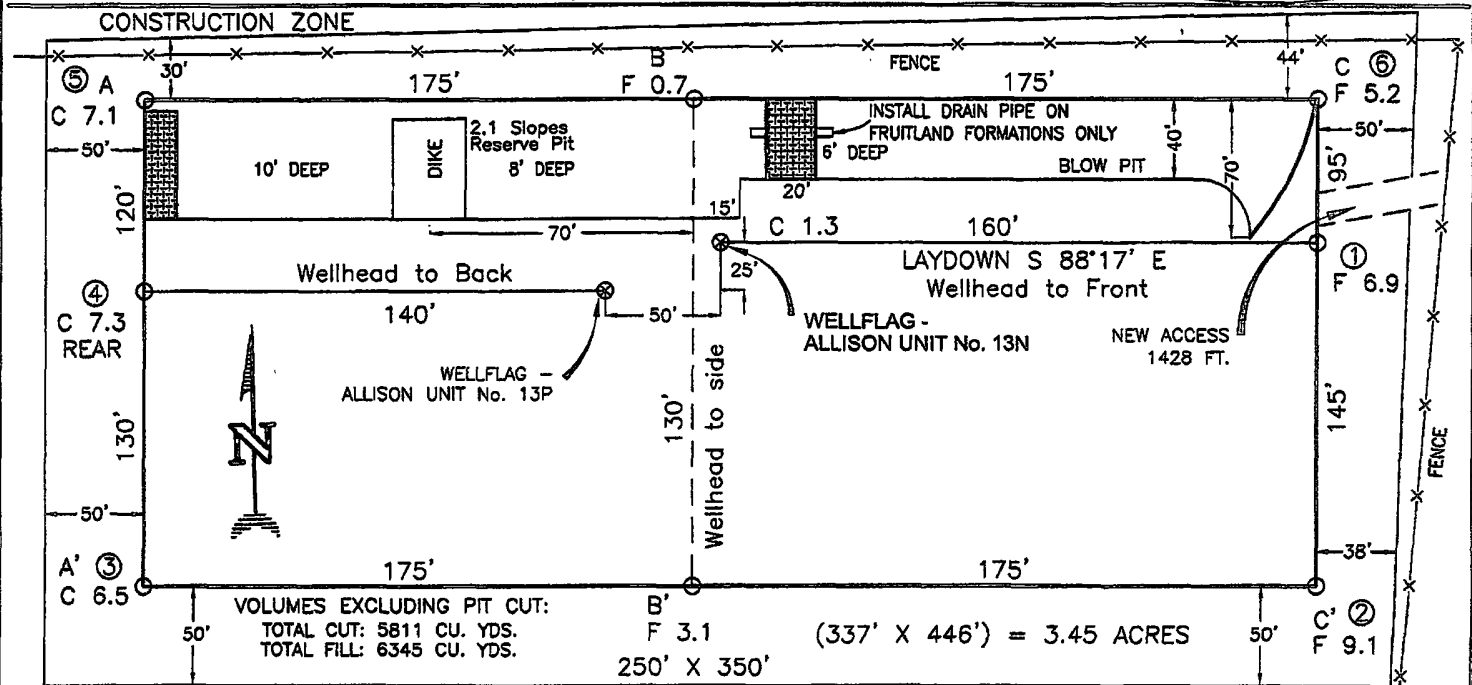 CONSTRUCTION ZONE
30'
B
FENCE
44'
⑤ A
175'
F 0.7
175'
C ⑥
C 7.1
F 5.2
50'
50'
2.1 Slopes
Reserve Pit
10' DEEP
DIKE
8' DEEP
INSTALL DRAIN PIPE ON
FRUITLAND FORMATIONS ONLY
6' DEEP
40'
70'
BLOW PIT
95'
120'
20'
15'
70'
C 1.3
160'
Wellhead to Back
25'
LAYDOWN S 88°17' E
Wellhead to Front
①
F 6.9
④
C 7.3
REAR
140'
50'
WELLFLAG -
ALLISON UNIT No. 13N
NEW ACCESS
1428 FT.
WELLFLAG -
ALLISON UNIT No. 13P
N
130'
130'
Wellhead to side
145'
FENCE
50'
38'
A' ③
C 6.5
175'
175'
VOLUMES EXCLUDING PIT CUT:
TOTAL CUT: 5811 CU. YDS.
TOTAL FILL: 6345 CU. YDS.
50'
B'
F 3.1
(337' X 446') = 3.45 ACRES
50'
C' ②
F 9.1
250' X 350'